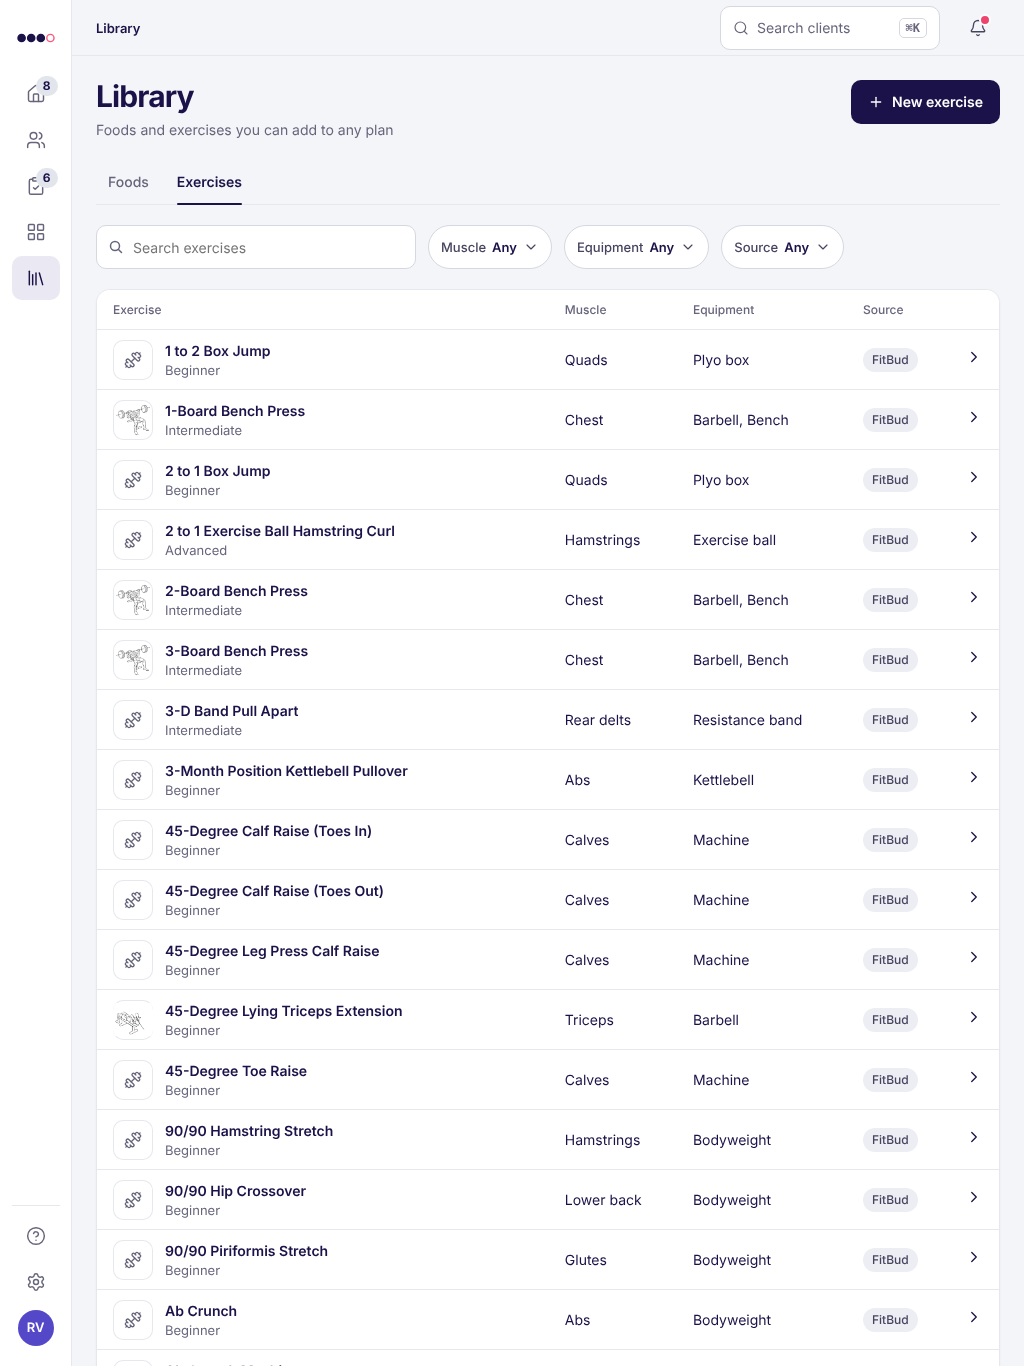 Library
Search clients
⌘K
8
6
Library
Foods and exercises you can add to any plan
New exercise
Foods
Exercises
Search exercises
Muscle Any
Equipment Any
Source Any
Exercise Muscle Equipment Source
1 to 2 Box Jump
Beginner
Quads
Plyo box
FitBud
1-Board Bench Press
Intermediate
Chest
Barbell, Bench
FitBud
2 to 1 Box Jump
Beginner
Quads
Plyo box
FitBud
2 to 1 Exercise Ball Hamstring Curl
Advanced
Hamstrings
Exercise ball
FitBud
2-Board Bench Press
Intermediate
Chest
Barbell, Bench
FitBud
3-Board Bench Press
Intermediate
Chest
Barbell, Bench
FitBud
3-D Band Pull Apart
Intermediate
Rear delts
Resistance band
FitBud
3-Month Position Kettlebell Pullover
Beginner
Abs
Kettlebell
FitBud
45-Degree Calf Raise (Toes In)
Beginner
Calves
Machine
FitBud
45-Degree Calf Raise (Toes Out)
Beginner
Calves
Machine
FitBud
45-Degree Leg Press Calf Raise
Beginner
Calves
Machine
FitBud
45-Degree Lying Triceps Extension
Beginner
Triceps
Barbell
FitBud
45-Degree Toe Raise
Beginner
Calves
Machine
FitBud
90/90 Hamstring Stretch
Beginner
Hamstrings
Bodyweight
FitBud
90/90 Hip Crossover
Beginner
Lower back
Bodyweight
FitBud
90/90 Piriformis Stretch
Beginner
Glutes
Bodyweight
FitBud
Ab Crunch
Beginner
Abs
Bodyweight
FitBud
RV